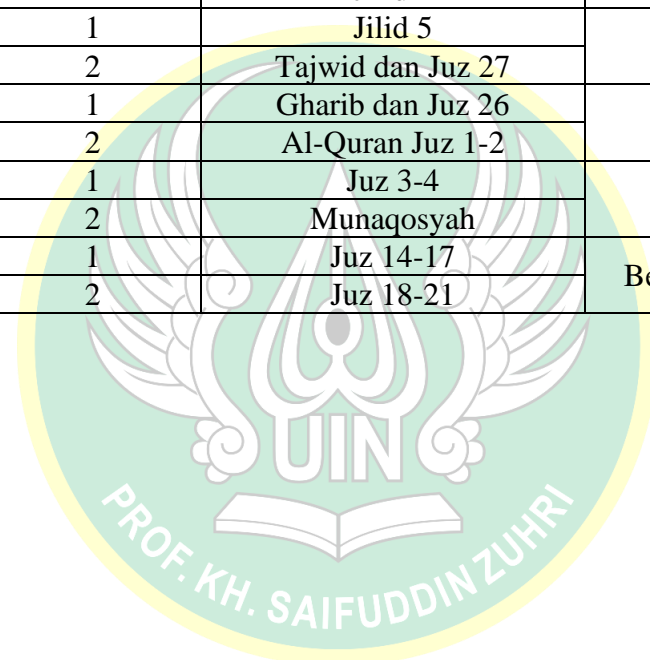 1 Jilid 5
2 Tajwid dan Juz 27
1 Gharib dan Juz 26
2 Al-Quran Juz 1-2
1 Juz 3-4
2 Munaqosyah
1 Juz 14-17
2 Juz 18-21
UIN
PROF. KH. SAIFUDDIN ZUHRI